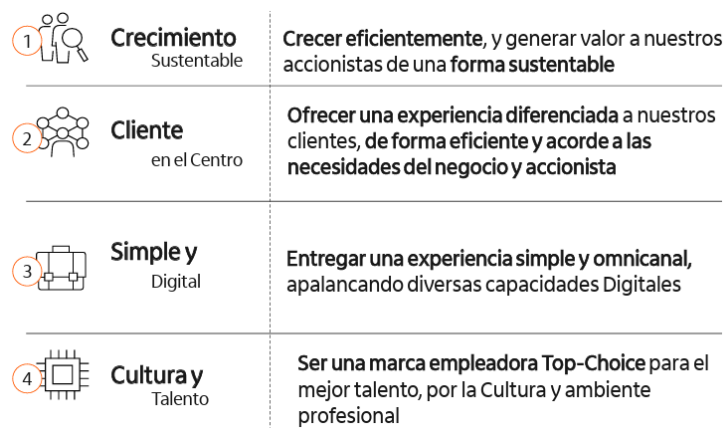 1
Crecimiento
Sustentable
Crecer eficientemente, y generar valor a nuestros
accionistas de una forma sustentable
2
Cliente
en el Centro
Ofrecer una experiencia diferenciada a nuestros
clientes, de forma eficiente y acorde a las
necesidades del negocio y accionista
3
Simple y
Digital
Entregar una experiencia simple y omnicanal,
apalancando diversas capacidades Digitales
4
Cultura y
Talento
Ser una marca empleadora Top-Choice para el
mejor talento, por la Cultura y ambiente
profesional